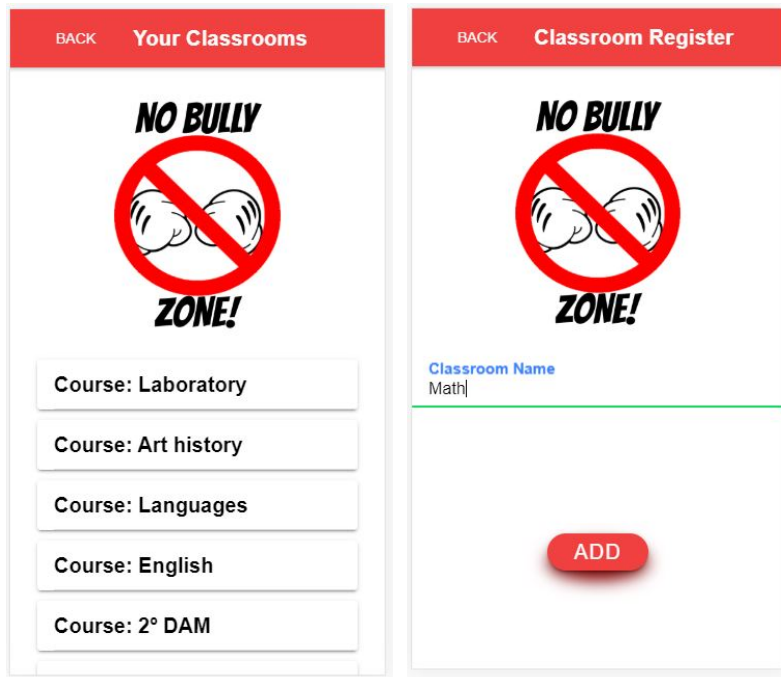 BACK Your Classrooms
NO BULLY
ZONE!
Course: Laboratory
Course: Art history
Course: Languages
Course: English
Course: 2º DAM
BACK Classroom Register
NO BULLY
ZONE!
Classroom Name
Math
ADD